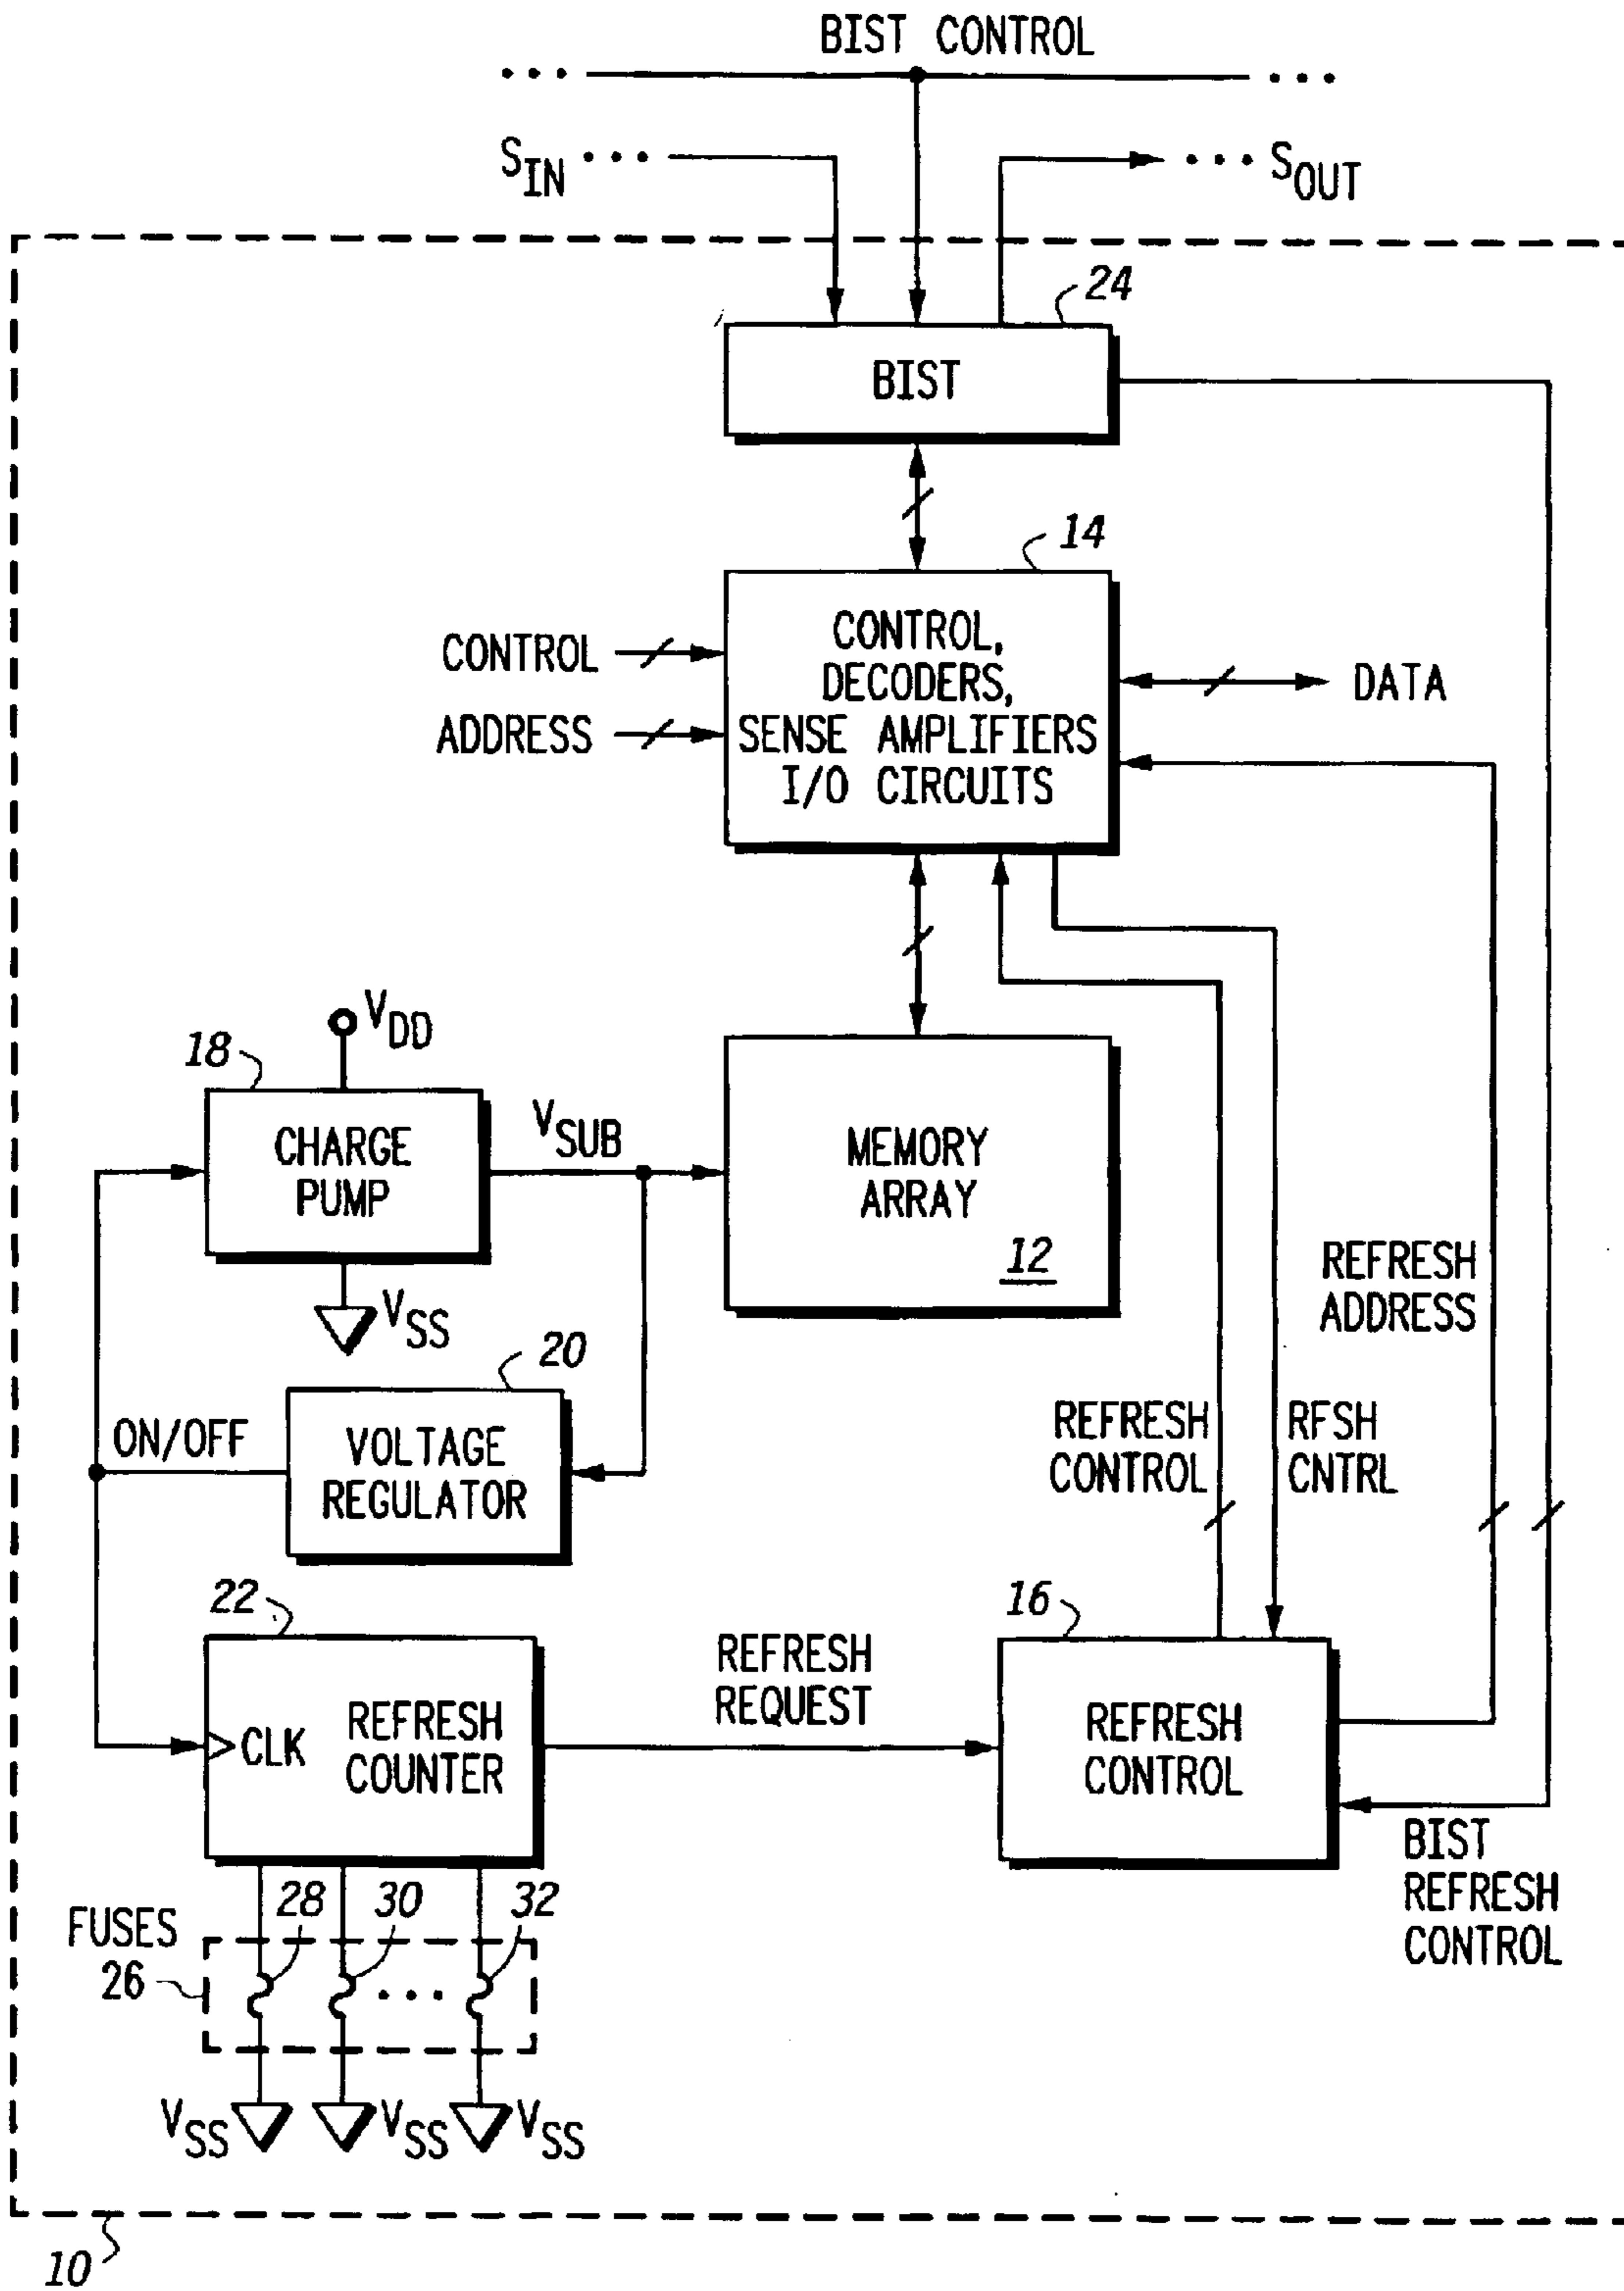 BIST CONTROL
SIN
SOUT
24
BIST
14
CONTROL,
DECODERS,
SENSE AMPLIFIERS
I/O CIRCUITS
CONTROL
ADDRESS
DATA
VDD
18
CHARGE
PUMP
VSUB
MEMORY
ARRAY
12
VSS
REFRESH
ADDRESS
20
VOLTAGE
REGULATOR
ON/OFF
REFRESH
CONTROL
RFSH
CNTRL
22
CLK
REFRESH
COUNTER
REFRESH
REQUEST
16
REFRESH
CONTROL
BIST
REFRESH
CONTROL
28
30
32
FUSES
26
VSS
VSS
VSS
10